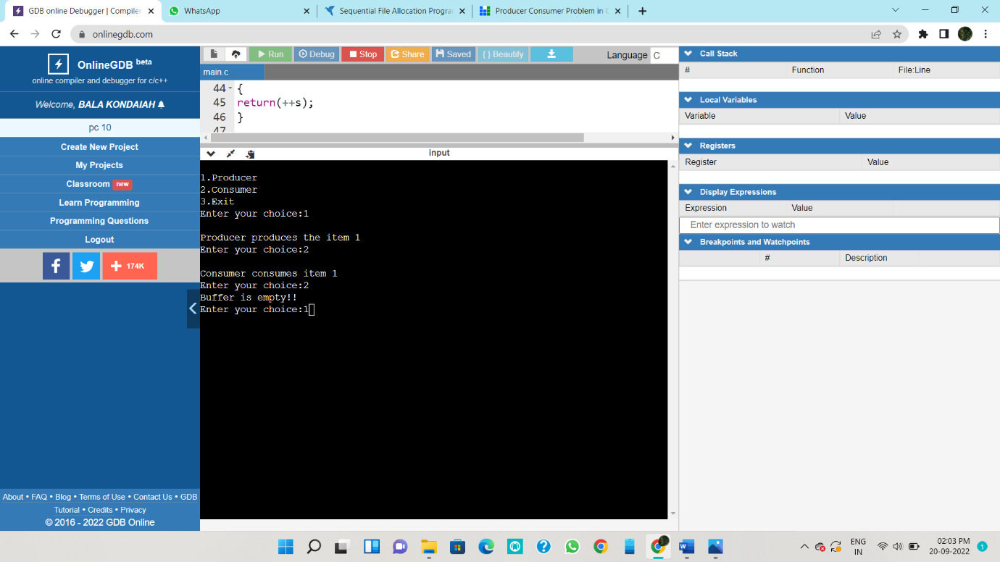 GDB online Debugger | Compiler
WhatsApp
Sequential File Allocation Progra
Producer Consumer Problem in C
onlinegdb.com
OnlineGDB beta
online compiler and debugger for c/c++
Welcome, BALA KONDAIAH
pc 10
Create New Project
My Projects
Classroom new
Learn Programming
Programming Questions
Logout
174K
About • FAQ • Blog • Terms of Use • Contact Us • GDB
Tutorial • Credits • Privacy
© 2016 - 2022 GDB Online
Run Debug Stop Share Saved {} Beautify Language C
main.c
44 {
45 return(++s);
46 }
47
input
1.Producer
2.Consumer
3.Exit
Enter your choice:1
Producer produces the item 1
Enter your choice:2
Consumer consumes item 1
Enter your choice:2
Buffer is empty!!
Enter your choice:1
Call Stack
# Function File:Line
Local Variables
Variable Value
Registers
Register Value
Display Expressions
Expression Value
Enter expression to watch
Breakpoints and Watchpoints
# Description
ENG
IN
02:03 PM
20-09-2022
1